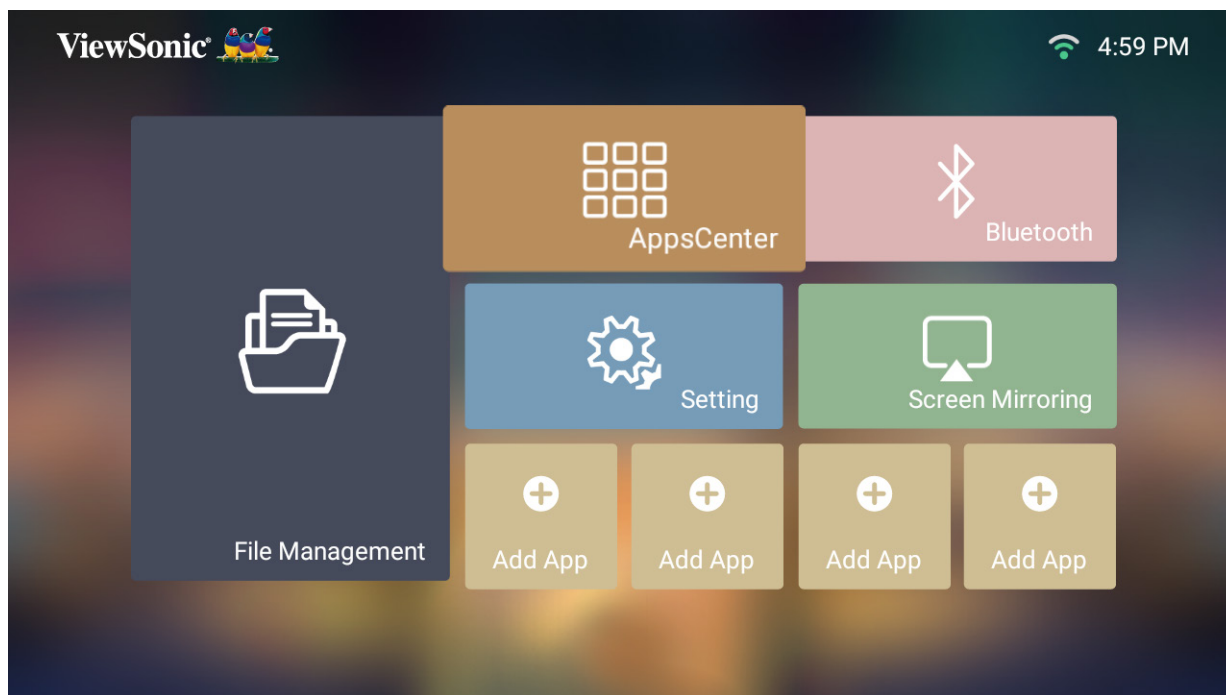 ViewSonic®
4:59 PM
AppsCenter
Bluetooth
Setting
Screen Mirroring
File Management
Add App
Add App
Add App
Add App